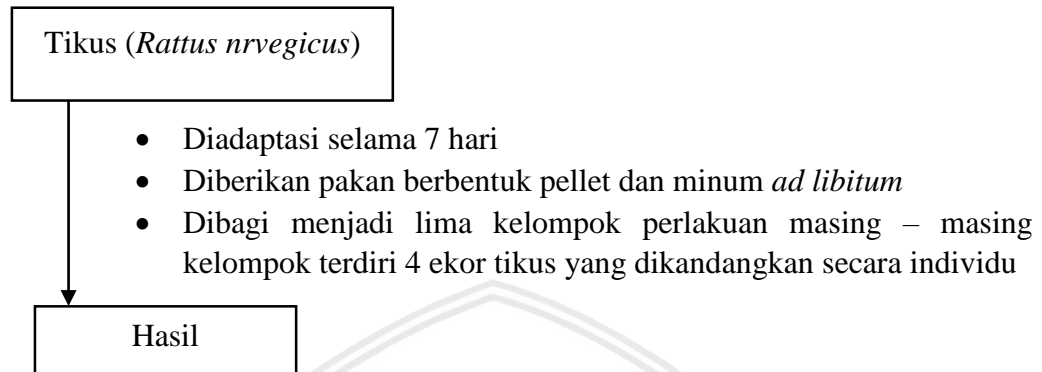 Tikus (Rattus nrvegicus)
• Diadaptasi selama 7 hari
• Diberikan pakan berbentuk pellet dan minum ad libitum
• Dibagi menjadi lima kelompok perlakuan masing – masing
kelompok terdiri 4 ekor tikus yang dikandangkan secara individu
Hasil